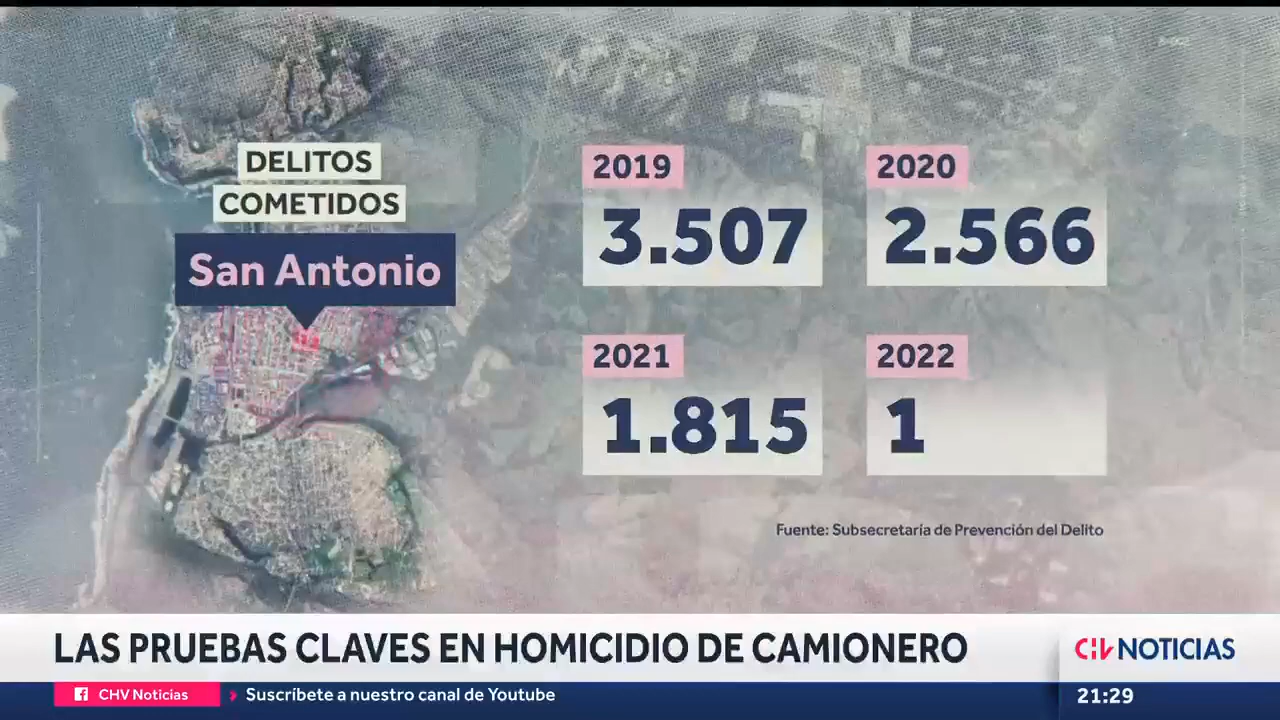 DELITOS
COMETIDOS
San Antonio
2019
3.507
2020
2.566
2021
1.815
2022
1
Fuente: Subsecretaría de Prevención del Delito
LAS PRUEBAS CLAVES EN HOMICIDIO DE CAMIONERO
CHV NOTICIAS
CHV Noticias
Suscríbete a nuestro canal de Youtube
21:29